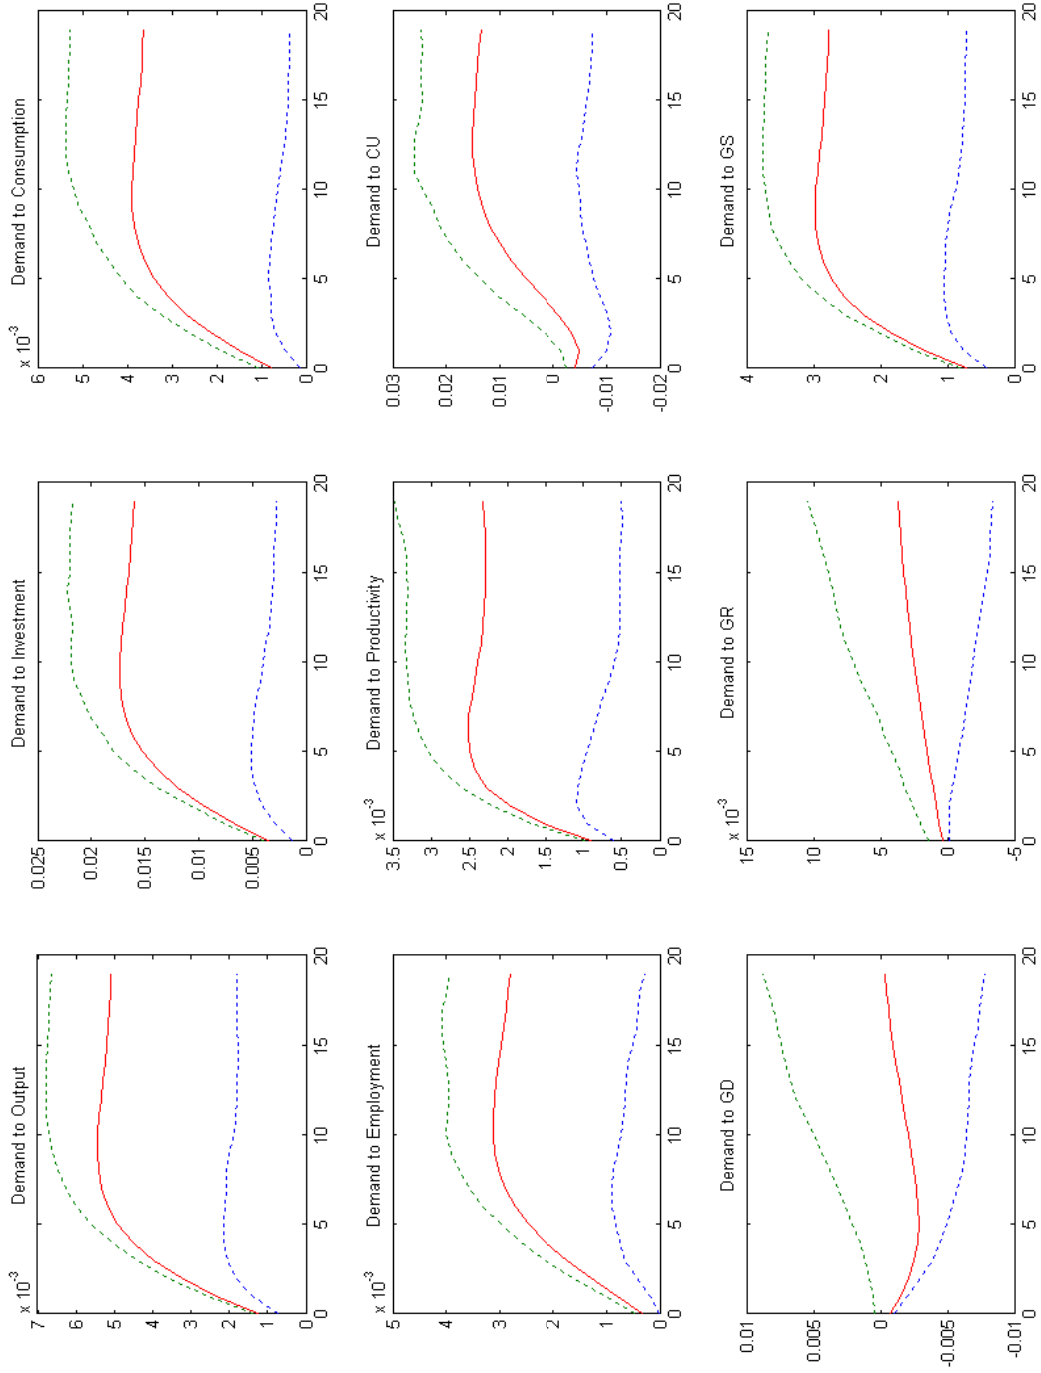 x 10^-3 Demand to Output
7
6
5
4
3
2
1
0 5 10 15 20
Demand to Investment
0.025
0.02
0.015
0.01
0.005
0 5 10 15 20
x 10^-3 Demand to Consumption
6
5
4
3
2
1
0 5 10 15 20
x 10^-3 Demand to Employment
5
4
3
2
1
0 5 10 15 20
x 10^-3 Demand to Productivity
3.5
3
2.5
2
1.5
1
0.5
0 5 10 15 20
Demand to CU
0.03
0.02
0.01
0
-0.01
-0.02
0 5 10 15 20
Demand to GD
0.01
0.005
0
-0.005
-0.01
0 5 10 15 20
x 10^-3 Demand to GR
15
10
5
0
-5
0 5 10 15 20
Demand to GS
4
3
2
1
0 5 10 15 20